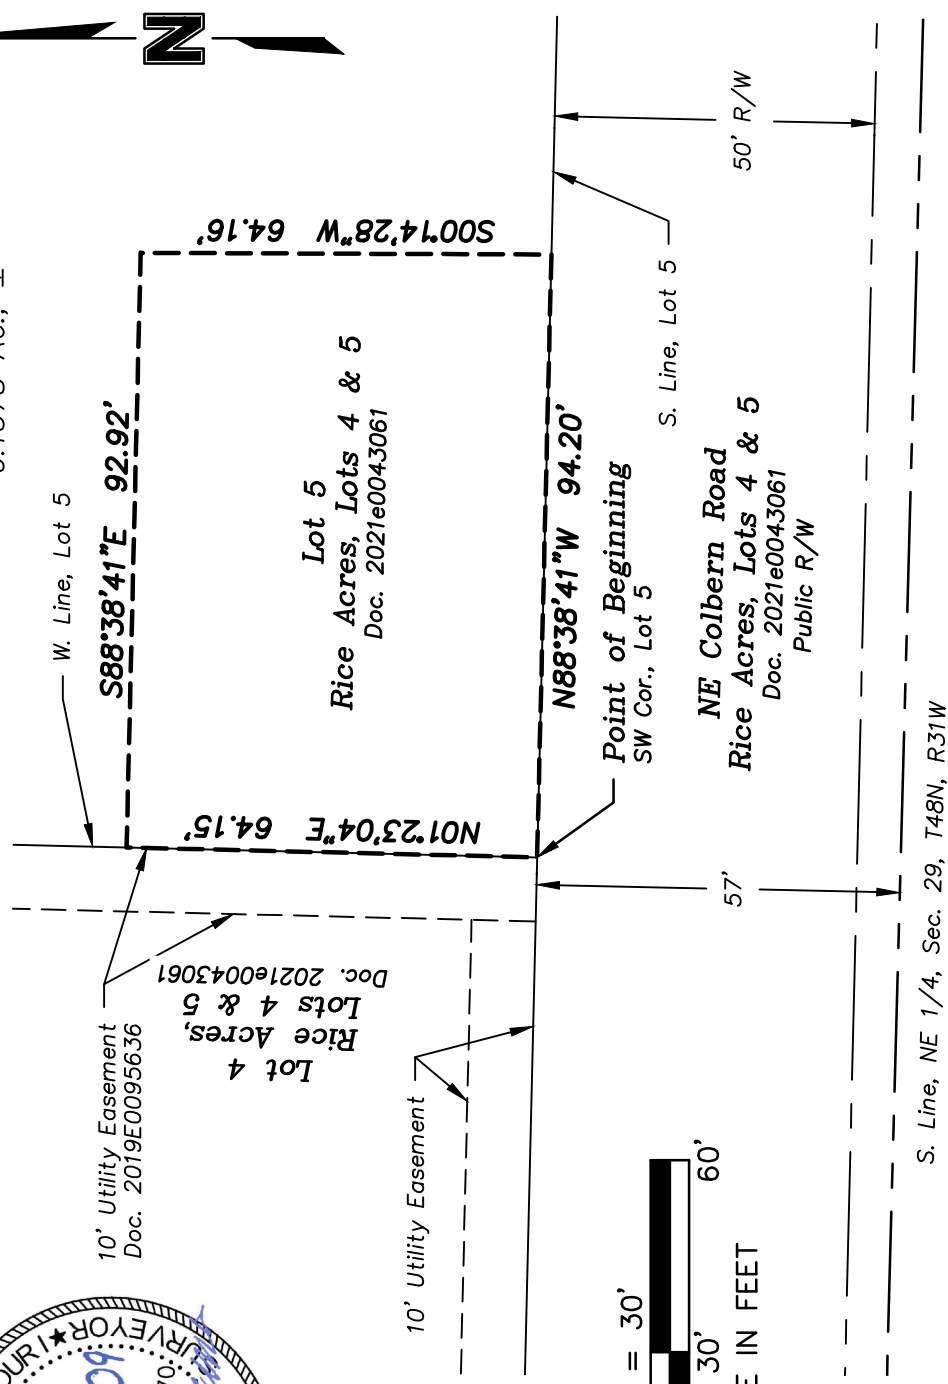 N
50' R/W
S00°14'28"W 64.16'
S88°38'41"E 92.92'
W. Line, Lot 5
Lot 5
Rice Acres, Lots 4 & 5
Doc. 2021e0043061
N88°38'41"W 94.20'
S. Line, Lot 5
Point of Beginning
SW Cor., Lot 5
NE Colbern Road
Rice Acres, Lots 4 & 5
Doc. 2021e0043061
Public R/W
N01°23'04"E 64.15'
57'
10' Utility Easement
Doc. 2019E0095636
Lot 4
Rice Acres,
Lots 4 & 5
Doc. 2021e0043061
10' Utility Easement
S. Line, NE 1/4, Sec. 29, T48N, R31W
= 30'
30' 60'
IN FEET
SURVEYOR